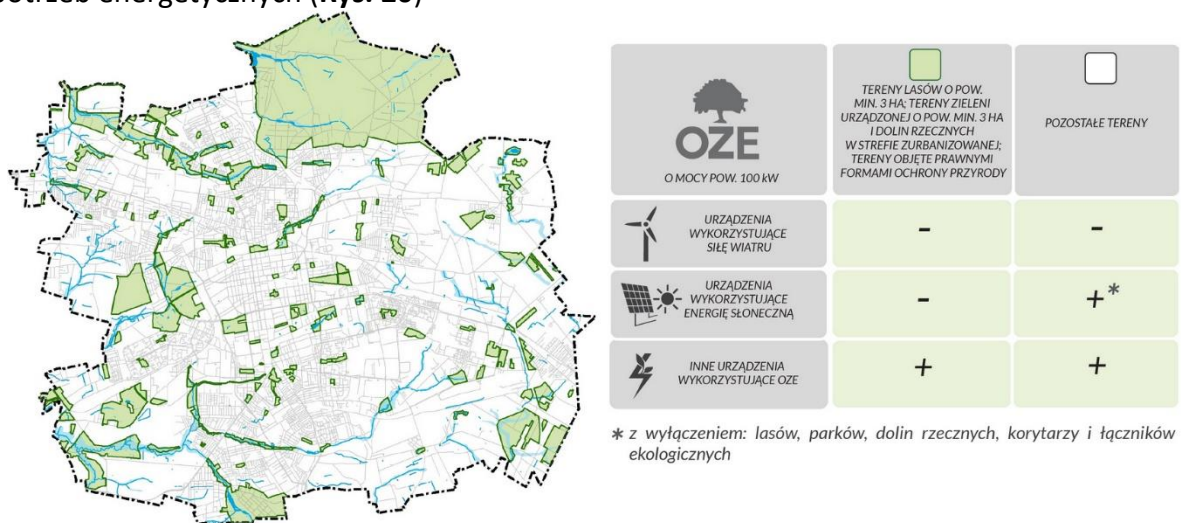 potrzeb energetycznych
OZE
O MOCY POW. 100 kW
TERENY LASÓW O POW.
MIN. 3 HA; TERENY ZIELENI
URZĄDZONEJ O POW. MIN. 3 HA
I DOLIN RZECZNYCH
W STREFIE ZURBANIZOWANEJ;
TERENY OBJĘTE PRAWNYMI
FORMAMI OCHRONY PRZYRODY
POZOSTAŁE TERENY
URZĄDZENIA
WYKORZYSTUJĄCE
SIŁĘ WIATRU
-
-
URZĄDZENIA
WYKORZYSTUJĄCE
ENERGIĘ SŁONECZNĄ
-
+*
INNE URZĄDZENIA
WYKORZYSTUJĄCE OZE
+
+
* z wyłączeniem: lasów, parków, dolin rzecznych, korytarzy i łączników
ekologicznych